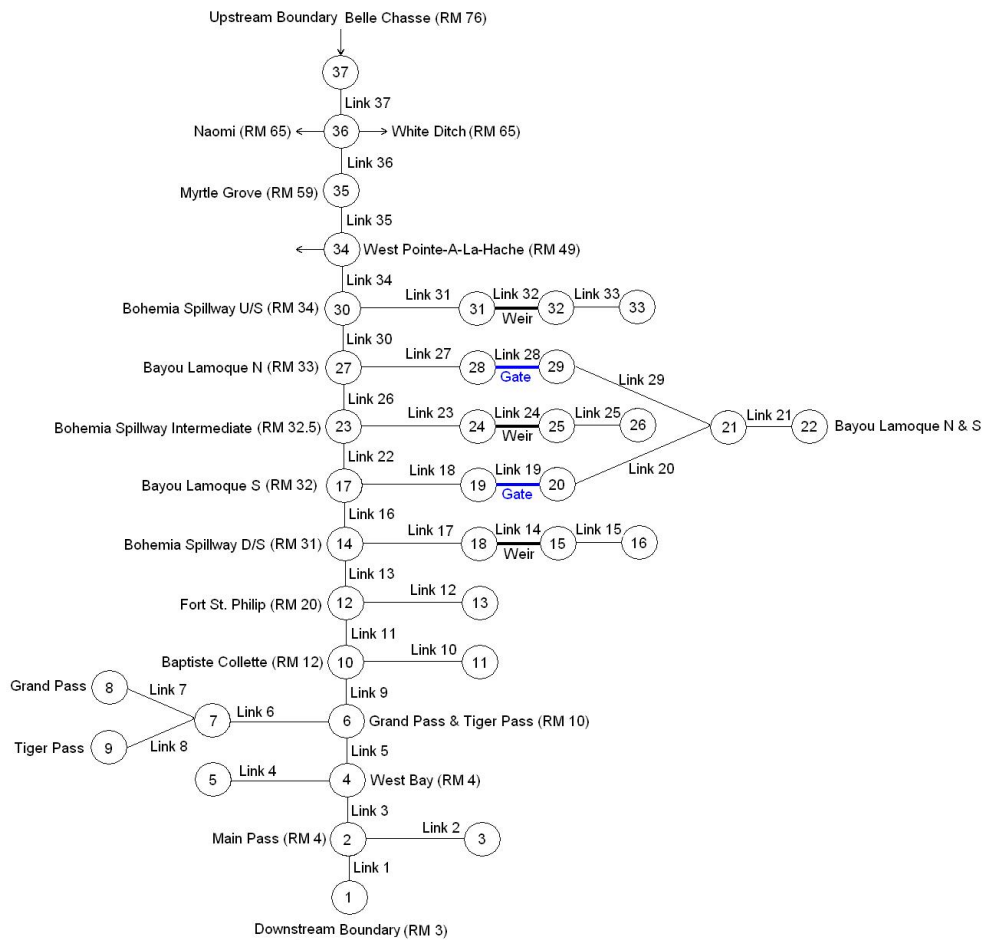 Upstream Boundary Belle Chasse (RM 76)
37
Link 37
Naomi (RM 65) 36 White Ditch (RM 65)
Link 36
Myrtle Grove (RM 59) 35
Link 35
34 West Pointe-A-La-Hache (RM 49)
Link 34
Bohemia Spillway U/S (RM 34) 30 Link 31 31 Link 32 Weir 32 Link 33 33
Link 30
Bayou Lamoque N (RM 33) 27 Link 27 28 Link 28 Gate 29
Link 29
Link 26
Bohemia Spillway Intermediate (RM 32.5) 23 Link 23 24 Link 24 Weir 25 Link 25 26 21 Link 21 22 Bayou Lamoque N & S
Link 22
Link 20
Bayou Lamoque S (RM 32) 17 Link 18 19 Link 19 Gate 20
Link 16
Bohemia Spillway D/S (RM 31) 14 Link 17 18 Link 14 Weir 15 Link 15 16
Link 13
Fort St. Philip (RM 20) 12 Link 12 13
Link 11
Baptiste Collette (RM 12) 10 Link 10 11
Link 9
Grand Pass 8 Link 7
7 Link 6 6 Grand Pass & Tiger Pass (RM 10)
Tiger Pass 9 Link 8
Link 5
5 Link 4 4 West Bay (RM 4)
Link 3
Main Pass (RM 4) 2 Link 2 3
Link 1
1
Downstream Boundary (RM 3)